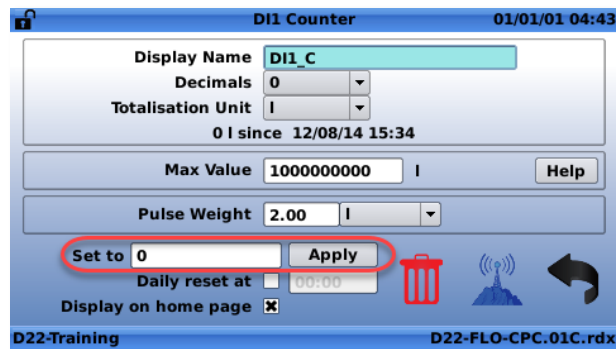 DI1 Counter 01/01/01 04:43
Display Name DI1_C
Decimals 0
Totalisation Unit l
0 l since 12/08/14 15:34
Max Value 1000000000 l Help
Pulse Weight 2.00 l
Set to 0 Apply
Daily reset at 00:00
Display on home page
D22-Training D22-FLO-CPC.01C.rdx